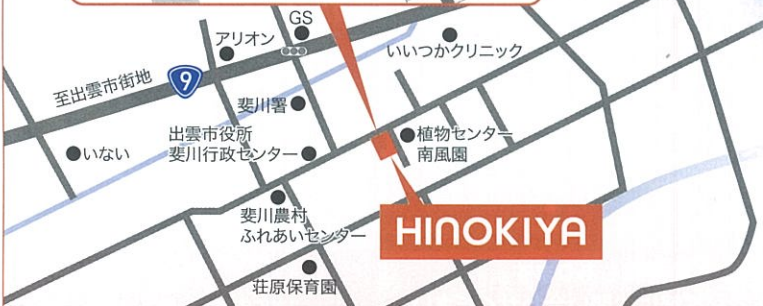 GS
アリオン
いいつかクリニック
至出雲市街地
9
斐川署
出雲市役所
斐川行政センター
植物センター
南風園
いない
斐川農村
ふれあいセンター
HINOKIYA
荘原保育園